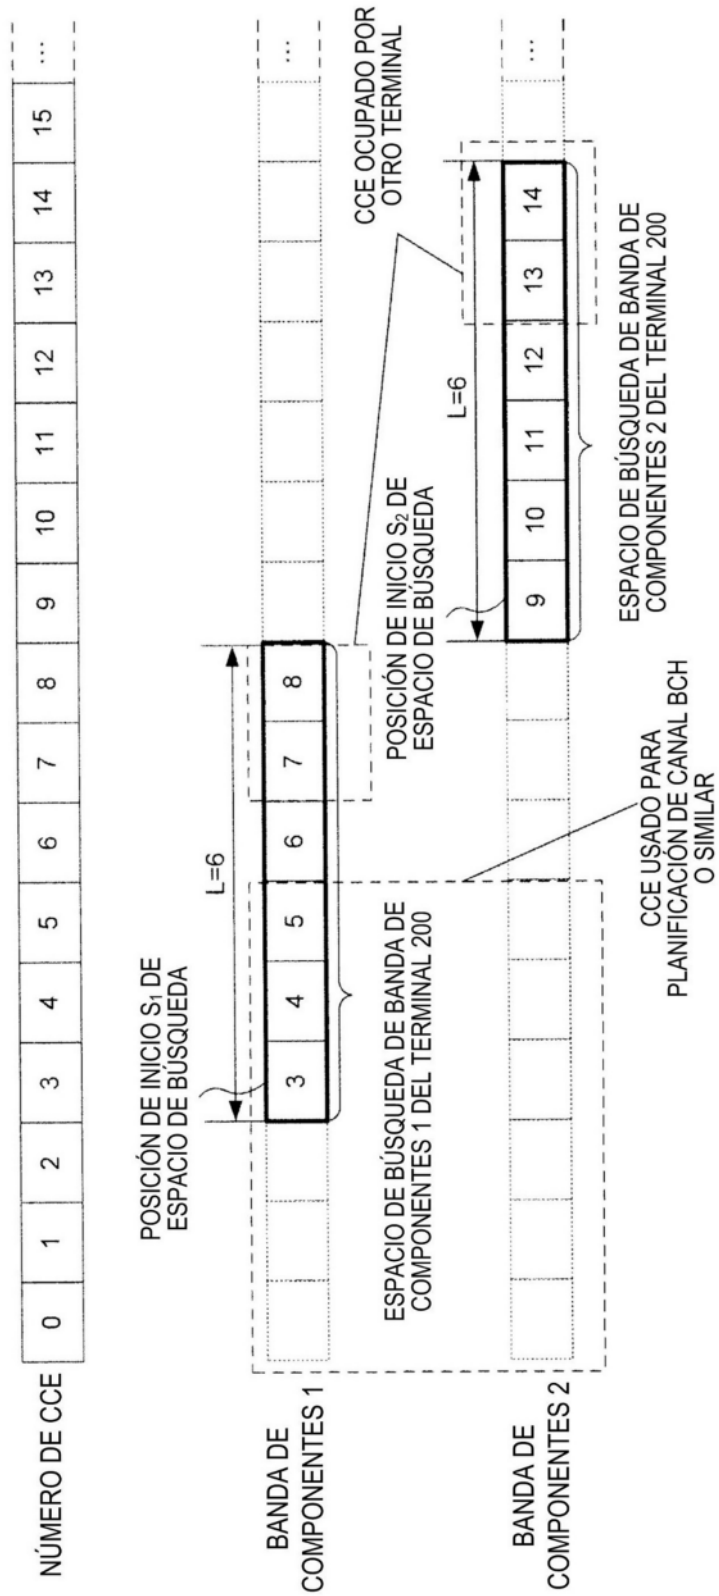 NÚMERO DE CCE
0 1 2 3 4 5 6 7 8 9 10 11 12 13 14 15 ...
POSICIÓN DE INICIO S₁ DE
ESPACIO DE BÚSQUEDA
L=6
CCE OCUPADO POR
OTRO TERMINAL
BANDA DE
COMPONENTES 1
3 4 5 6 7 8 ...
ESPACIO DE BÚSQUEDA DE BANDA DE
COMPONENTES 1 DEL TERMINAL 200
POSICIÓN DE INICIO S₂ DE
ESPACIO DE BÚSQUEDA
L=6
BANDA DE
COMPONENTES 2
9 10 11 12 13 14 ...
CCE USADO PARA
PLANIFICACIÓN DE CANAL BCH
O SIMILAR
ESPACIO DE BÚSQUEDA DE BANDA DE
COMPONENTES 2 DEL TERMINAL 200